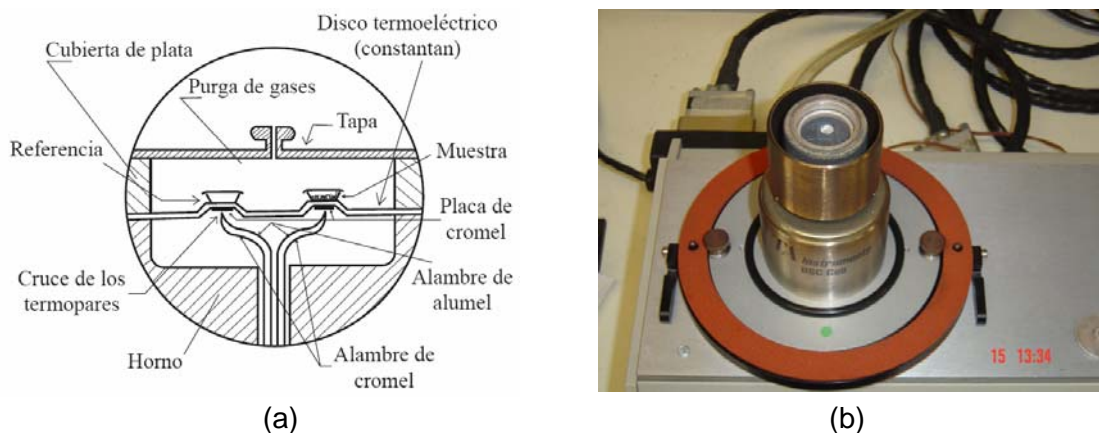 Disco termoeléctrico
(constantan)
Cubierta de plata
Purga de gases
Tapa
Referencia
Muestra
Placa de
cromel
Cruce de los
termopares
Alambre de
alumel
Horno
Alambre de
cromel
TA
Instruments
DSC Cell
15 13:34
(a)
(b)